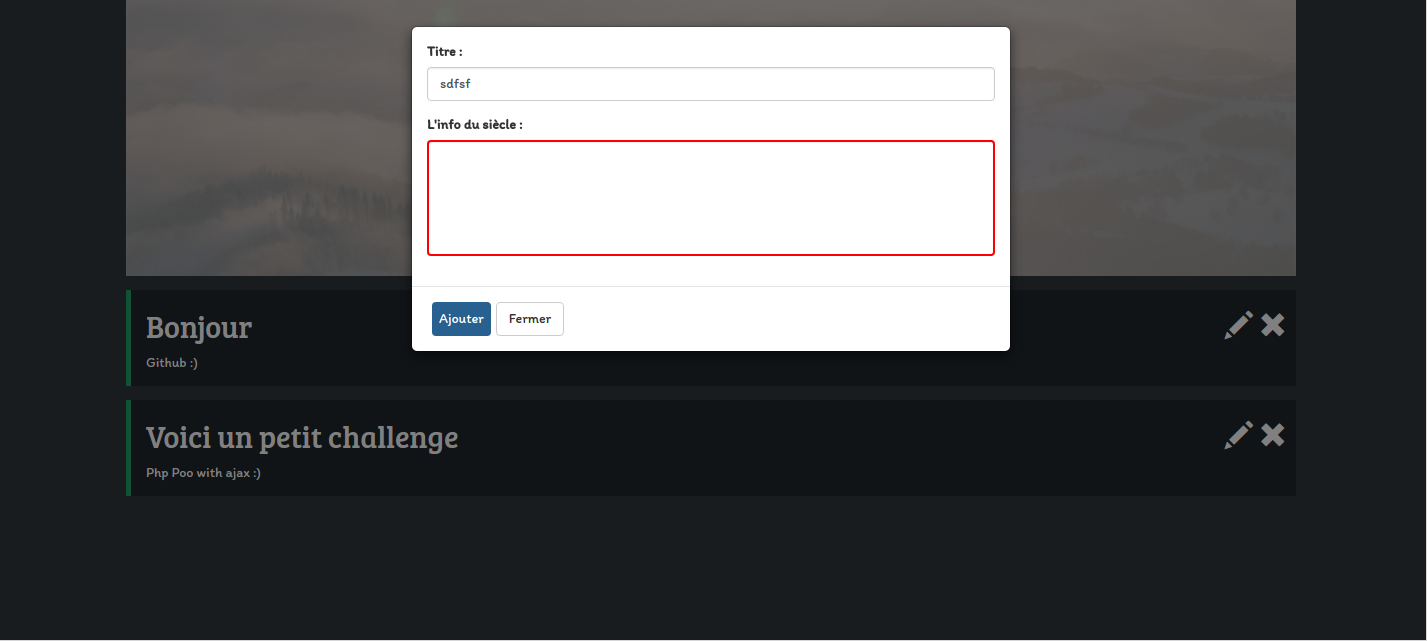 Titre :
sdfsf
L'info du siècle :
Ajouter Fermer
Bonjour
Github :)
Voici un petit challenge
Php Poo with ajax :)